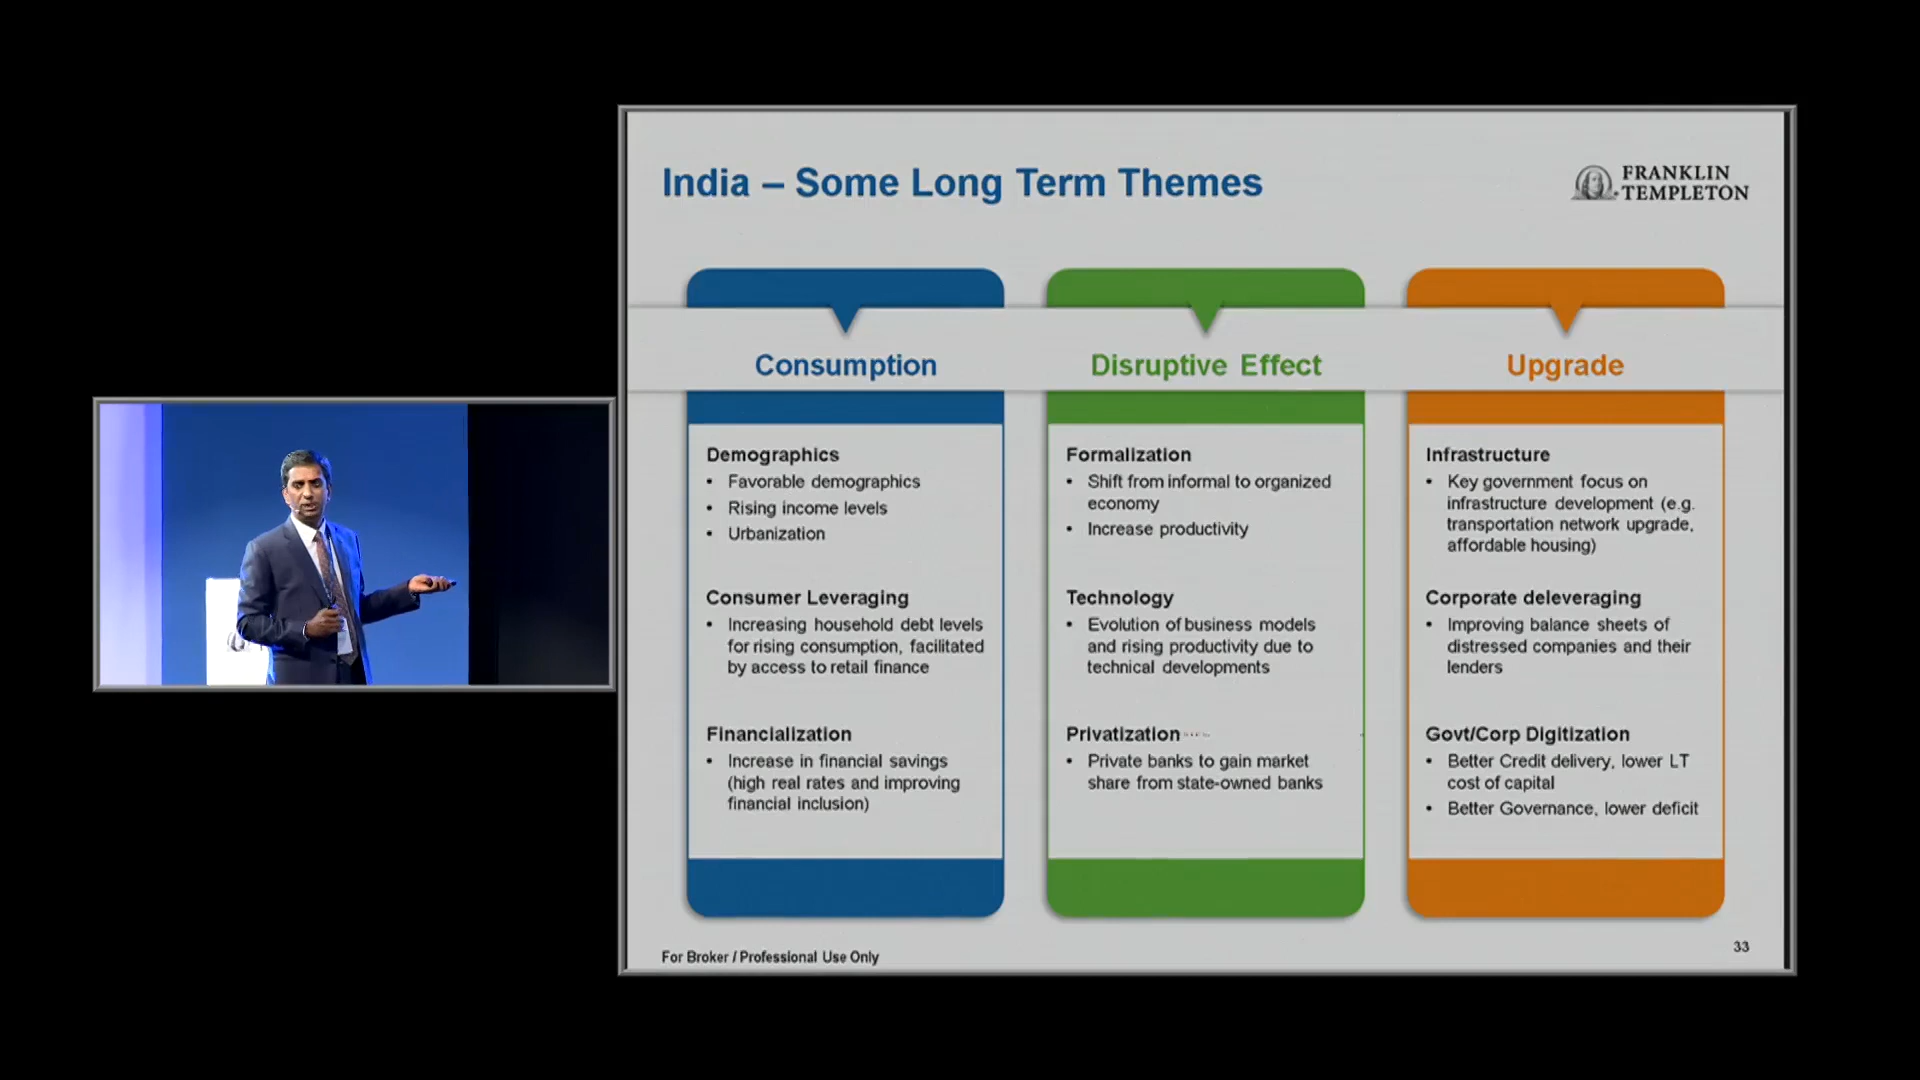 India – Some Long Term Themes
FRANKLIN
TEMPLETON
Consumption
Demographics
• Favorable demographics
• Rising income levels
• Urbanization
Consumer Leveraging
• Increasing household debt levels
for rising consumption, facilitated
by access to retail finance
Financialization
• Increase in financial savings
(high real rates and improving
financial inclusion)
Disruptive Effect
Formalization
• Shift from informal to organized
economy
• Increase productivity
Technology
• Evolution of business models
and rising productivity due to
technical developments
Privatization
• Private banks to gain market
share from state-owned banks
Upgrade
Infrastructure
• Key government focus on
infrastructure development (e.g.
transportation network upgrade,
affordable housing)
Corporate deleveraging
• Improving balance sheets of
distressed companies and their
lenders
Govt/Corp Digitization
• Better Credit delivery, lower LT
cost of capital
• Better Governance, lower deficit
For Broker / Professional Use Only
33